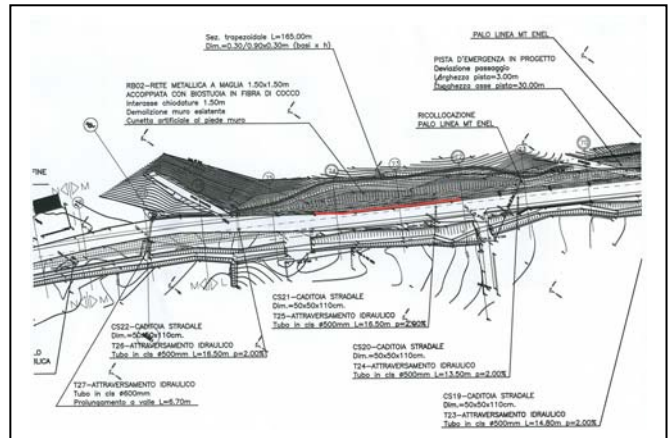 Sez. trapezoidale L=165.00m
Dim.=0.30/0.90x0.30m (basi x h)
PALO LINEA MT ENEL
RB02-RETE METALLICA A MAGLIA 1.50x1.50m
ACCOPPIATA CON BIOSTUOIA IN FIBRA DI COCCO
Interasse chiodature 1.50m
Demolizione muro esistente
Cunetta artificiale al piede muro
PISTA D'EMERGENZA IN PROGETTO
Deviazione passaggio
Larghezza pista=3.00m
Lunghezza asse pista=30.00m
RICOLLOCAZIONE
PALO LINEA MT ENEL
FINE
CS21-CADITOIA STRADALE
Dim.=50x50x110cm.
T25-ATTRAVERSAMENTO IDRAULICO
Tubo in cls ø500mm L=16.50m p=2.00%
CS22-CADITOIA STRADALE
Dim.=50x50x110cm.
T26-ATTRAVERSAMENTO IDRAULICO
Tubo in cls ø500mm L=16.50m p=2.00%
CS20-CADITOIA STRADALE
Dim.=50x50x110cm.
T24-ATTRAVERSAMENTO IDRAULICO
Tubo in cls ø500mm L=13.50m p=2.00%
T27-ATTRAVERSAMENTO IDRAULICO
Tubo in cls ø600mm
Prolungamento a valle L=6.70m
CS19-CADITOIA STRADALE
Dim.=50x50x110cm.
T23-ATTRAVERSAMENTO IDRAULICO
Tubo in cls ø500mm L=14.80m p=2.00%